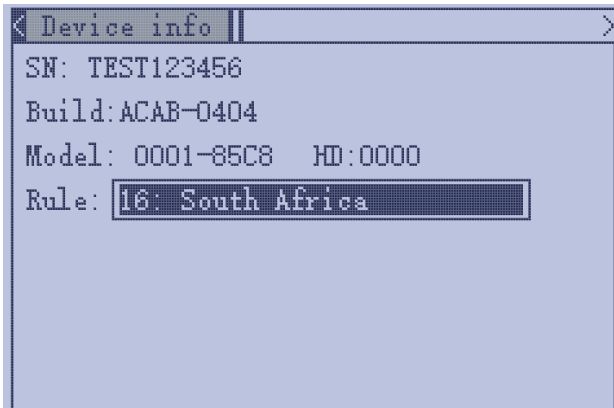 Device info
SN: TEST123456
Build:ACAB-0404
Model: 0001-85C8 HD:0000
Rule: 16: South Africa